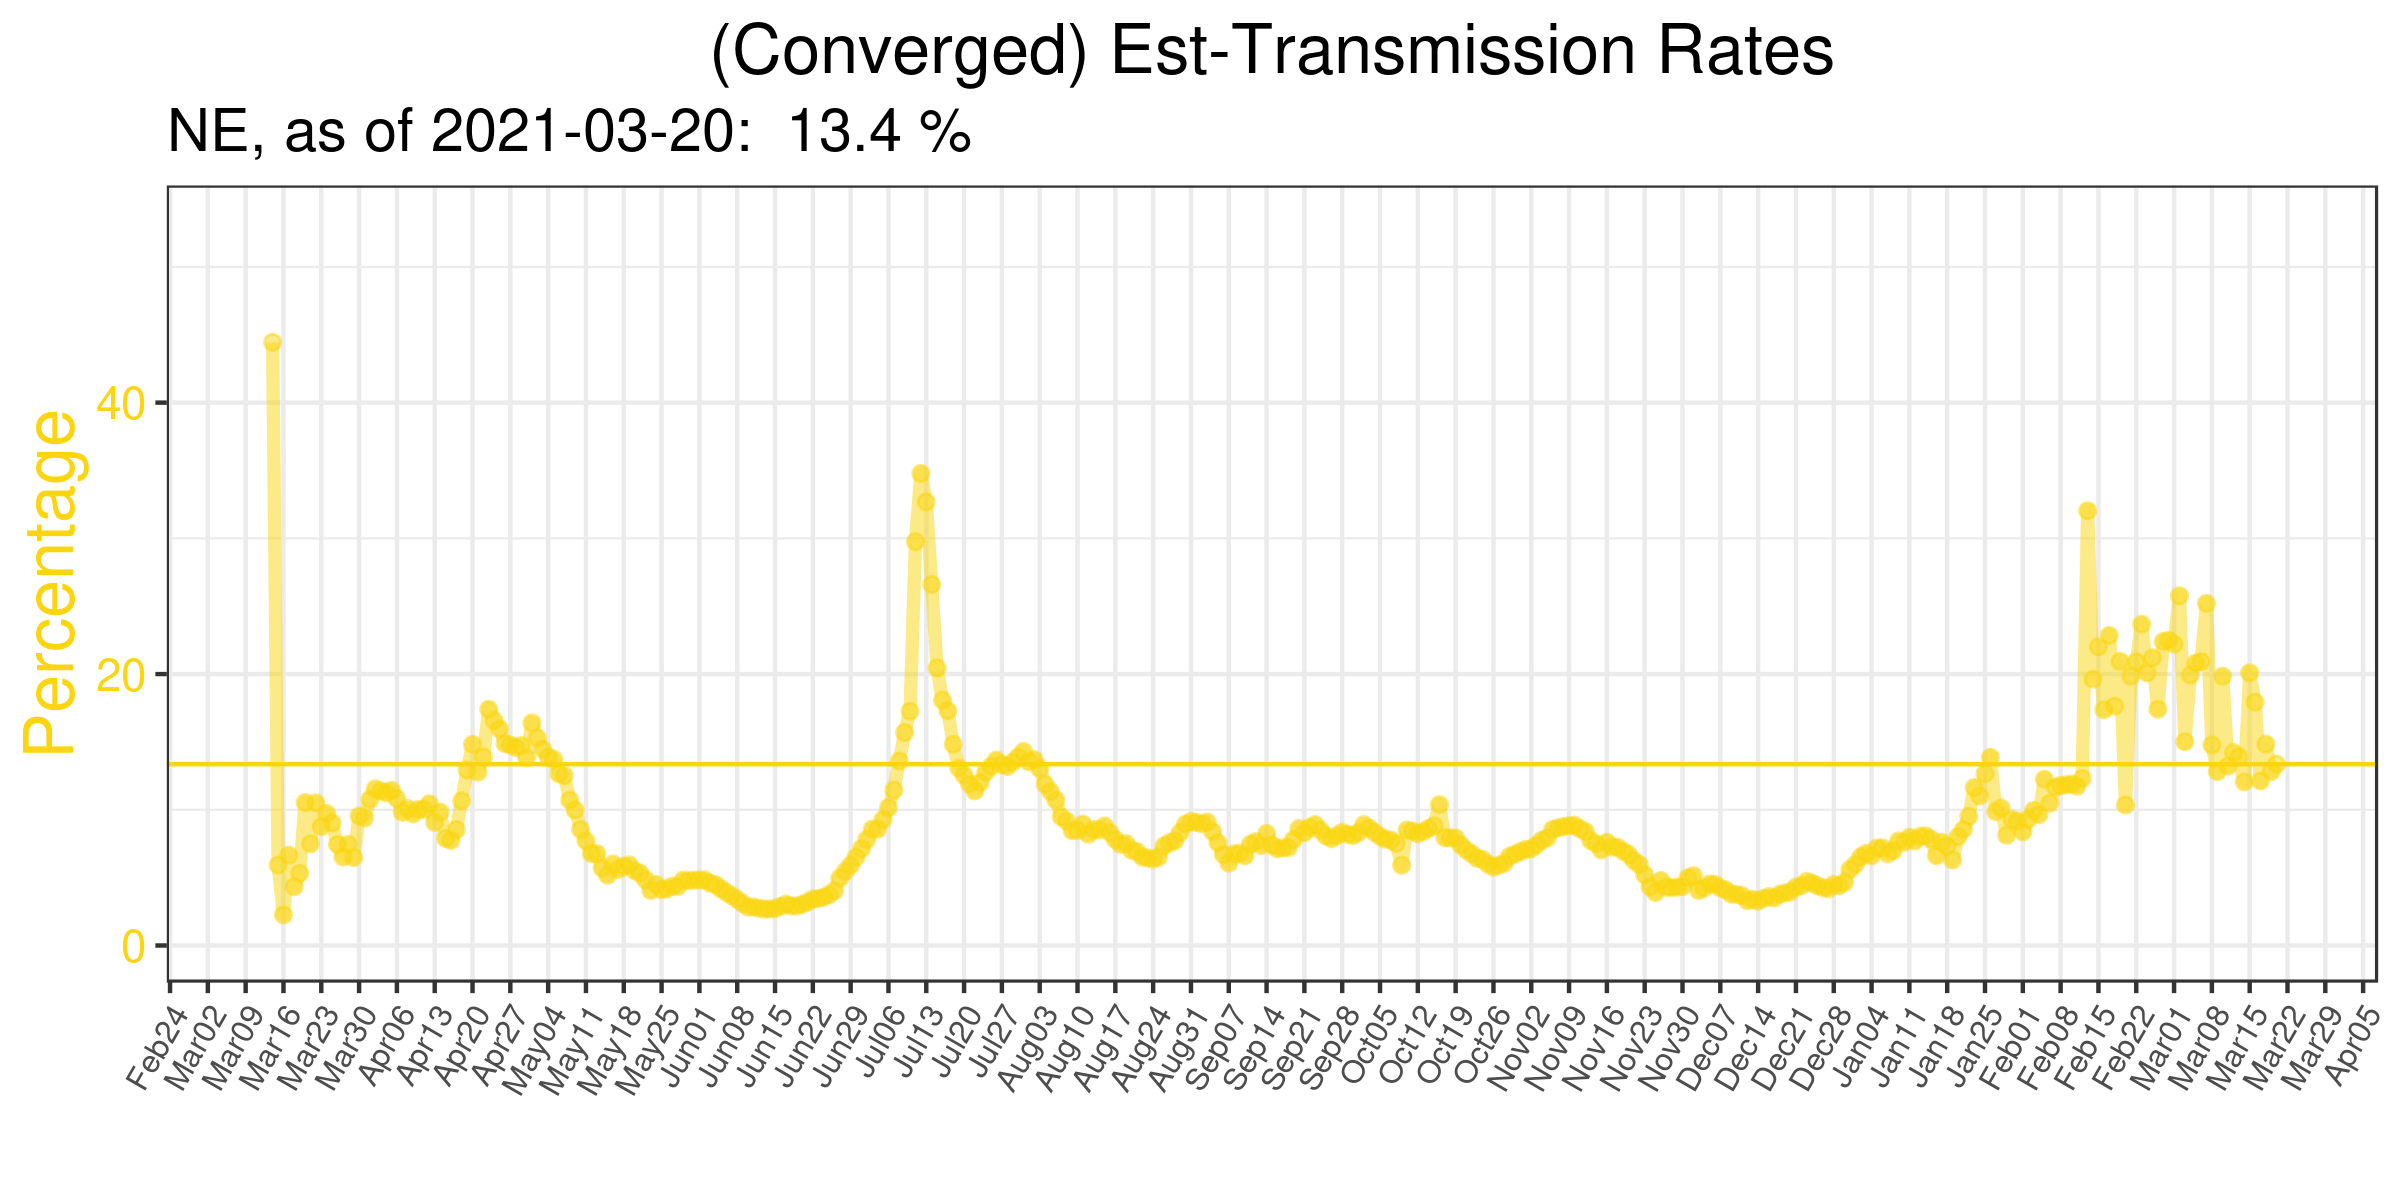 (Converged) Est-Transmission Rates
NE, as of 2021-03-20:  13.4 %
Percentage
40
20
0
Feb24
Mar02
Mar09
Mar16
Mar23
Mar30
Apr06
Apr13
Apr20
Apr27
May04
May11
May18
May25
Jun01
Jun08
Jun15
Jun22
Jun29
Jul06
Jul13
Jul20
Jul27
Aug03
Aug10
Aug17
Aug24
Aug31
Sep07
Sep14
Sep21
Sep28
Oct05
Oct12
Oct19
Oct26
Nov02
Nov09
Nov16
Nov23
Nov30
Dec07
Dec14
Dec21
Dec28
Jan04
Jan11
Jan18
Jan25
Feb01
Feb08
Feb15
Feb22
Mar01
Mar08
Mar15
Mar22
Mar29
Apr05